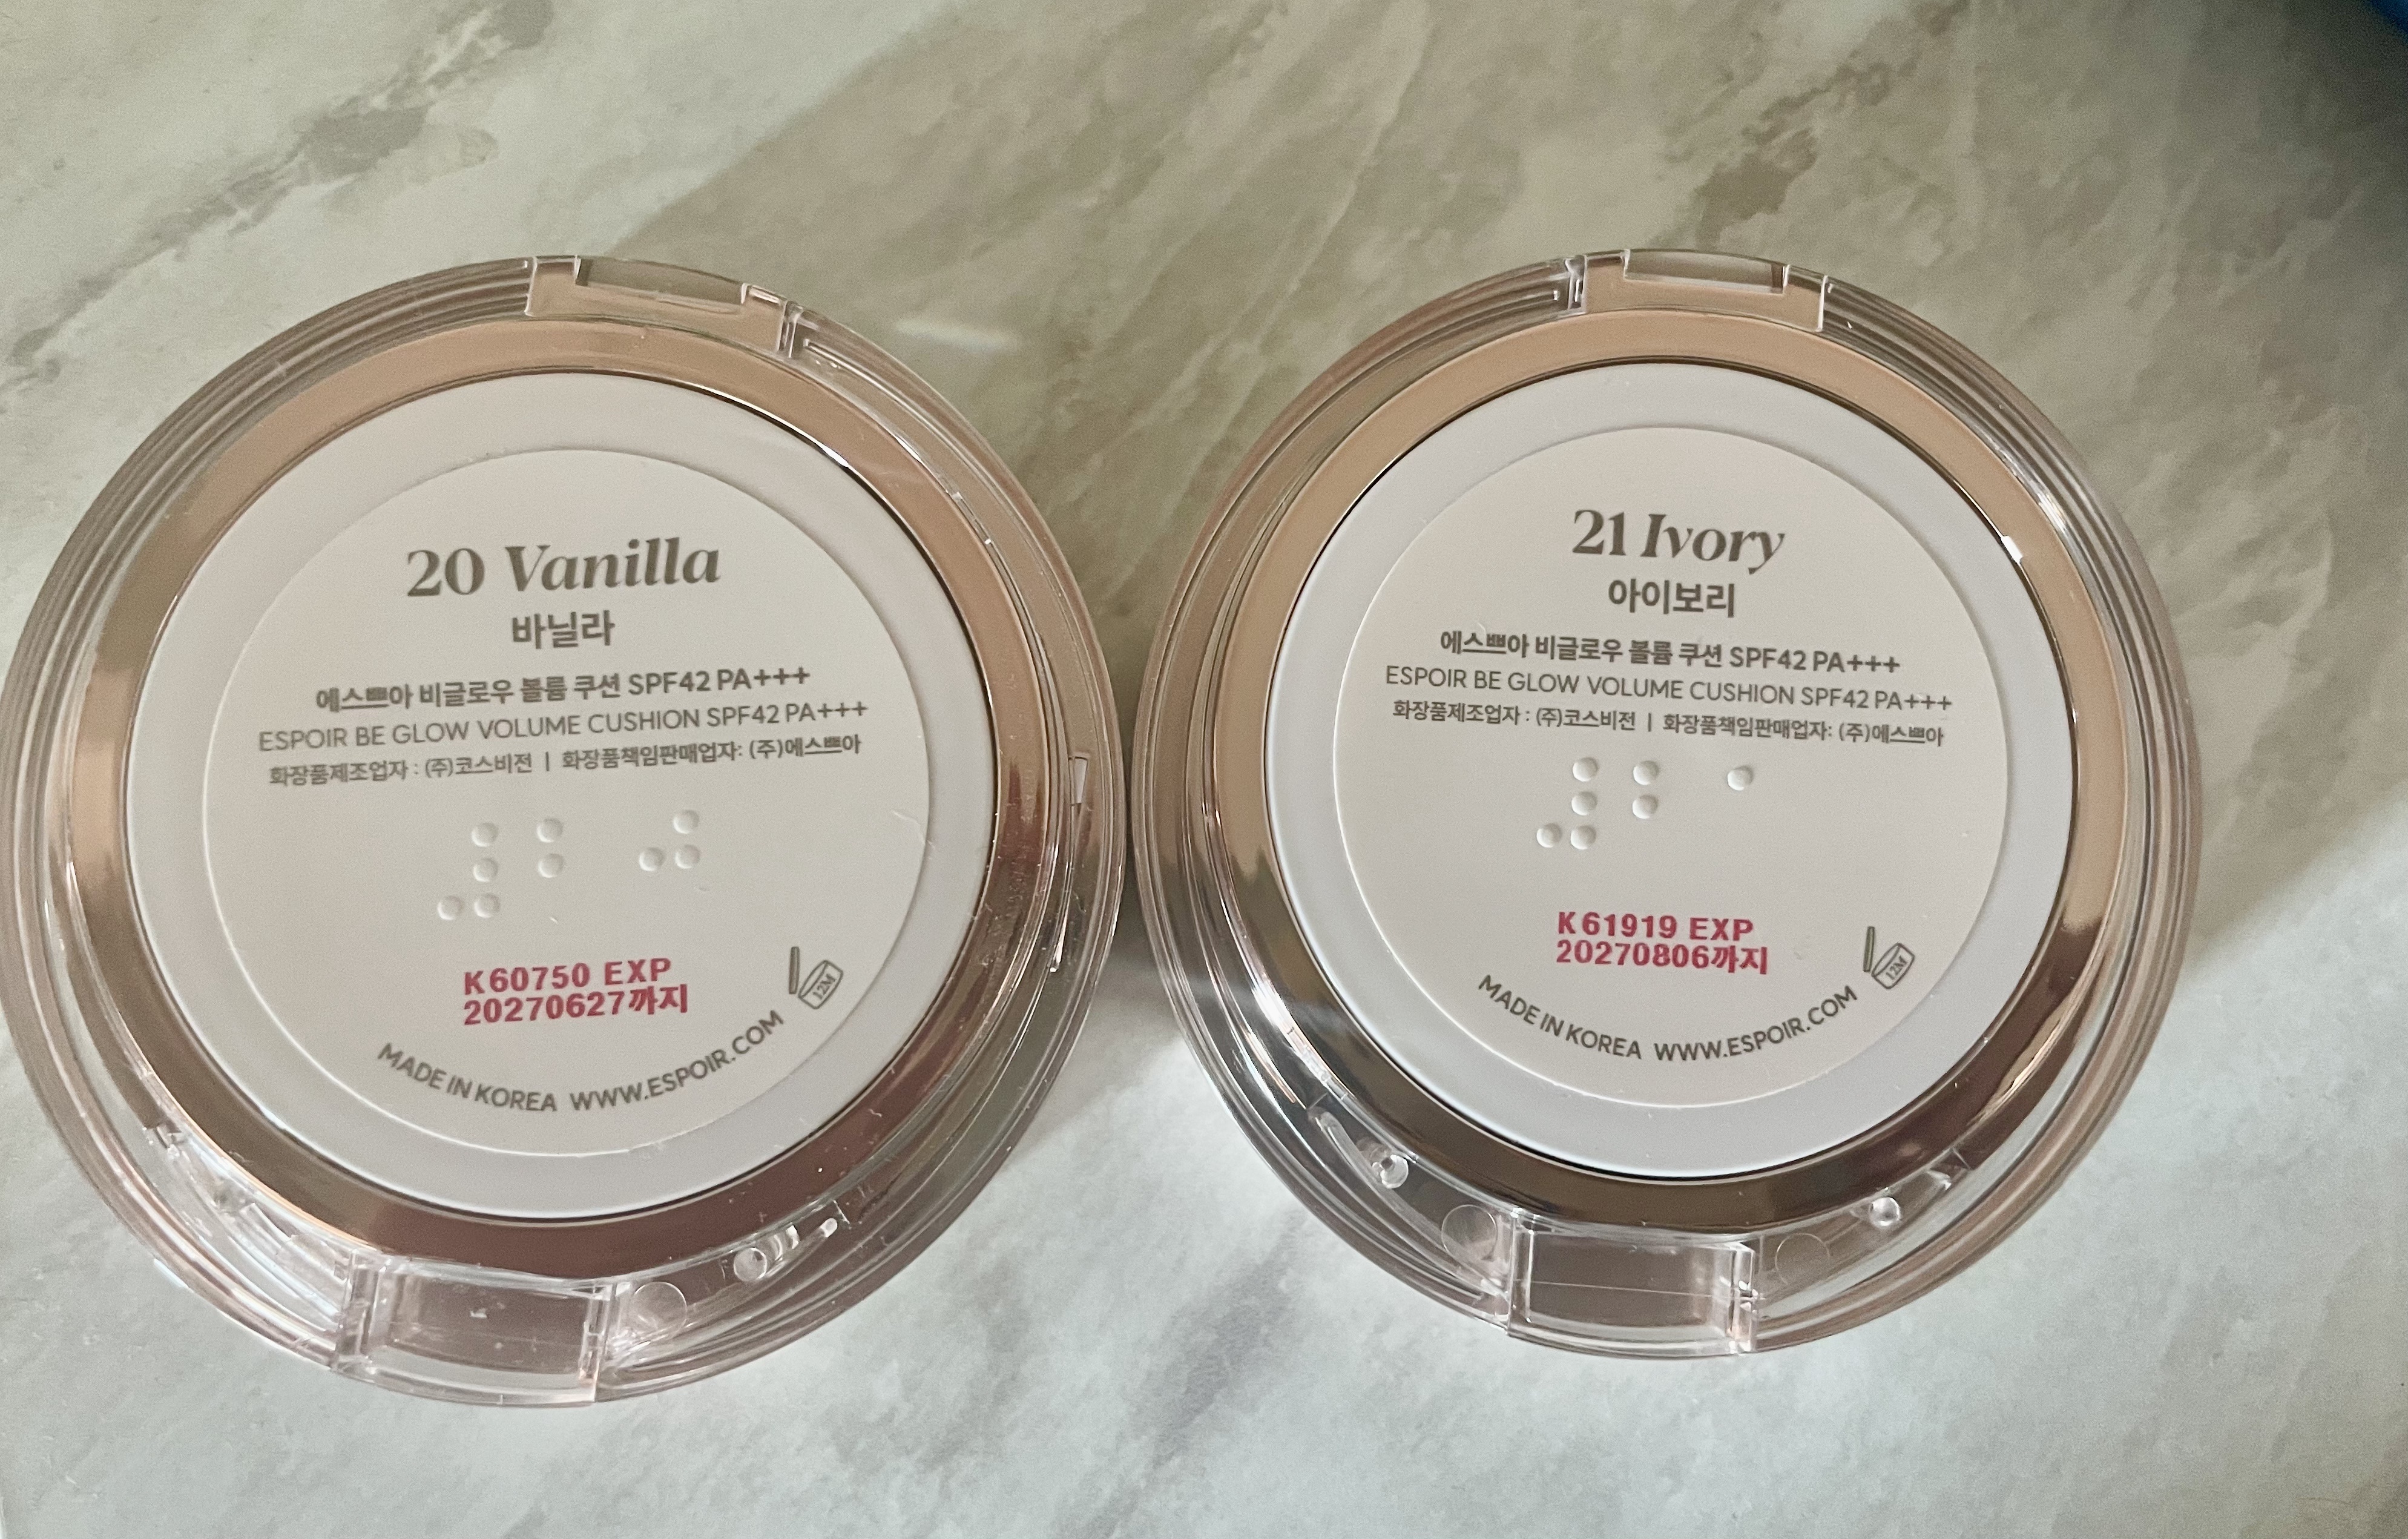 20 Vanilla
바닐라
에스쁘아 비글로우 볼륨 쿠션 SPF42 PA+++
ESPOIR BE GLOW VOLUME CUSHION SPF42 PA+++
화장품제조업자 : (주)코스비전 | 화장품책임판매업자: (주)에스쁘아
K60750 EXP
20270627까지
12M
MADE IN KOREA WWW.ESPOIR.COM
21 Ivory
아이보리
에스쁘아 비글로우 볼륨 쿠션 SPF42 PA+++
ESPOIR BE GLOW VOLUME CUSHION SPF42 PA+++
화장품제조업자 : (주)코스비전 | 화장품책임판매업자: (주)에스쁘아
K61919 EXP
20270806까지
12M
MADE IN KOREA WWW.ESPOIR.COM